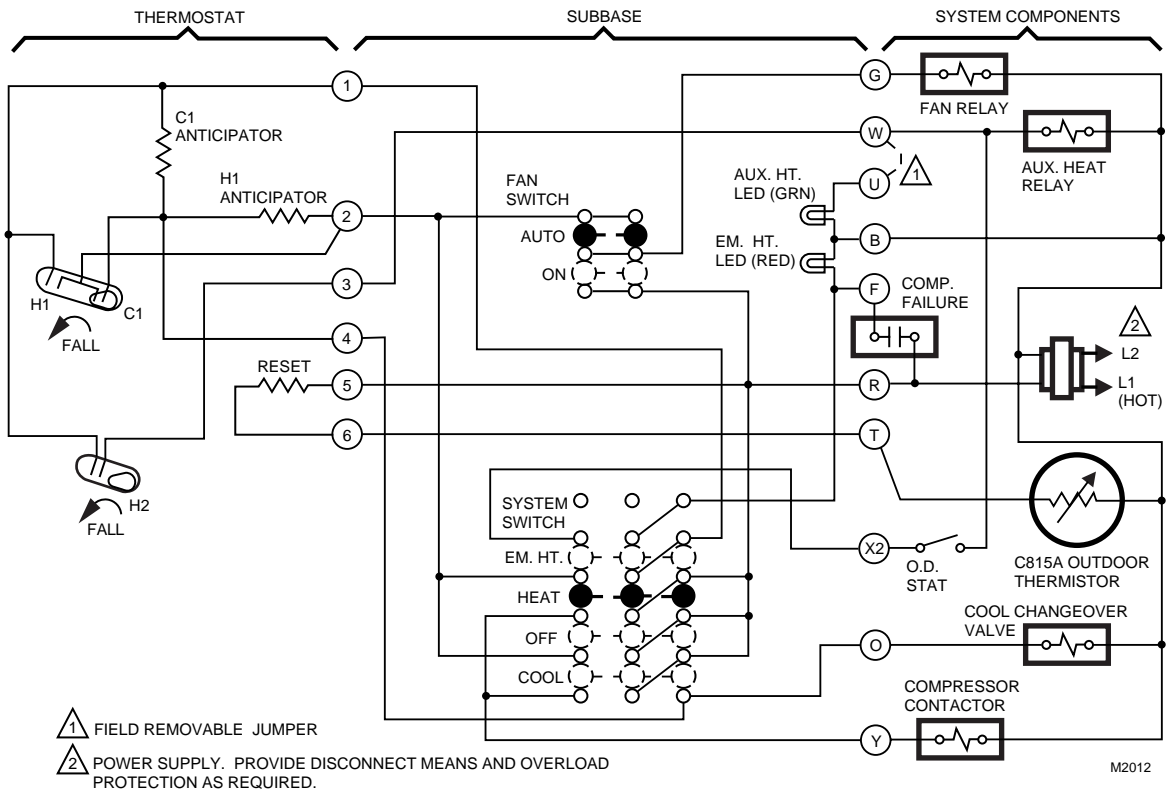 THERMOSTAT
SUBBASE
SYSTEM COMPONENTS
1
G
FAN RELAY
C1
ANTICIPATOR
W
AUX. HEAT
RELAY
1
H1
ANTICIPATOR
FAN
SWITCH
AUX. HT.
LED (GRN)
U
2
AUTO
EM. HT.
LED (RED)
B
ON
3
F
COMP.
FAILURE
H1
C1
FALL
4
2
L2
L1
(HOT)
RESET
5
R
6
T
H2
FALL
SYSTEM
SWITCH
EM. HT.
X2
O.D.
STAT
C815A OUTDOOR
THERMISTOR
HEAT
COOL CHANGEOVER
VALVE
OFF
O
COOL
COMPRESSOR
CONTACTOR
Y
1 FIELD REMOVABLE JUMPER
2 POWER SUPPLY. PROVIDE DISCONNECT MEANS AND OVERLOAD
PROTECTION AS REQUIRED.
M2012